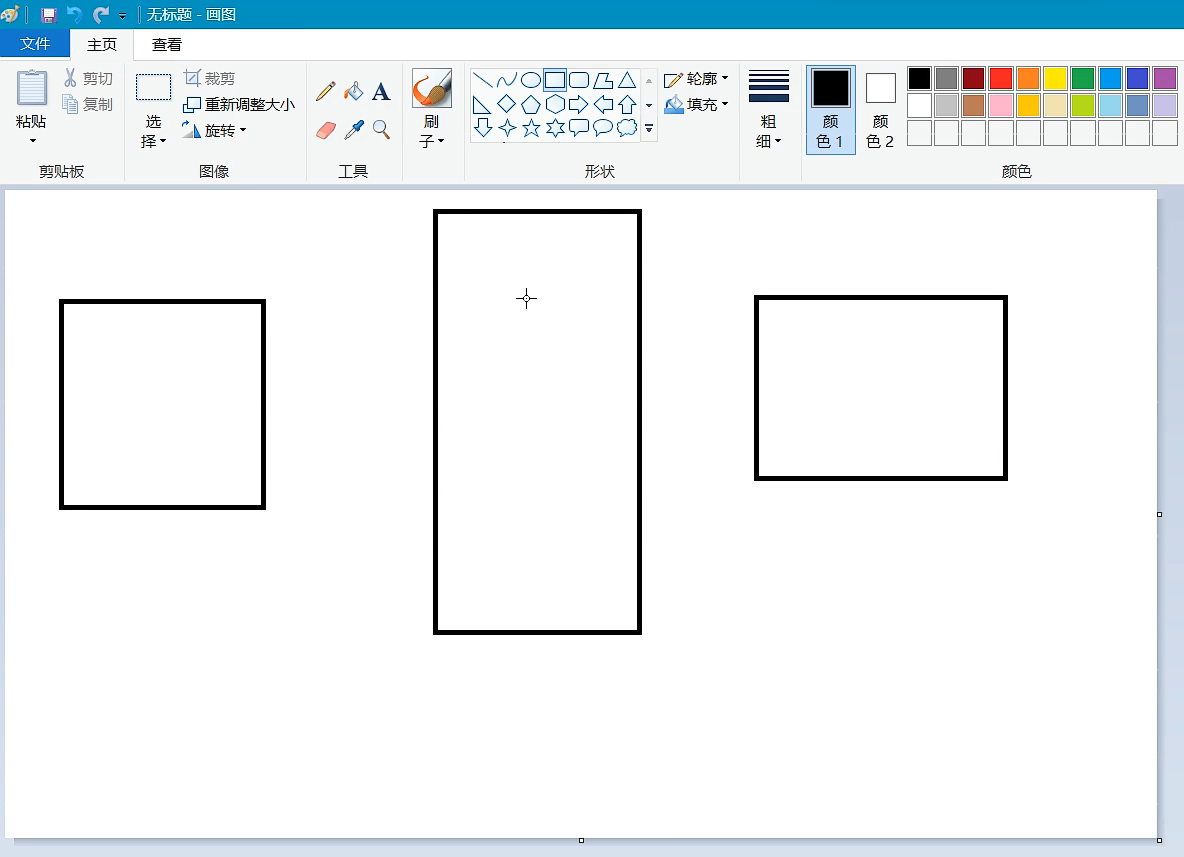 无标题 - 画图
文件 主页 查看
粘贴
剪切
复制
剪贴板
选
择
裁剪
重新调整大小
旋转
图像
A
工具
刷
子
形状
轮廓
填充
粗
细
颜
色 1
颜
色 2
颜色